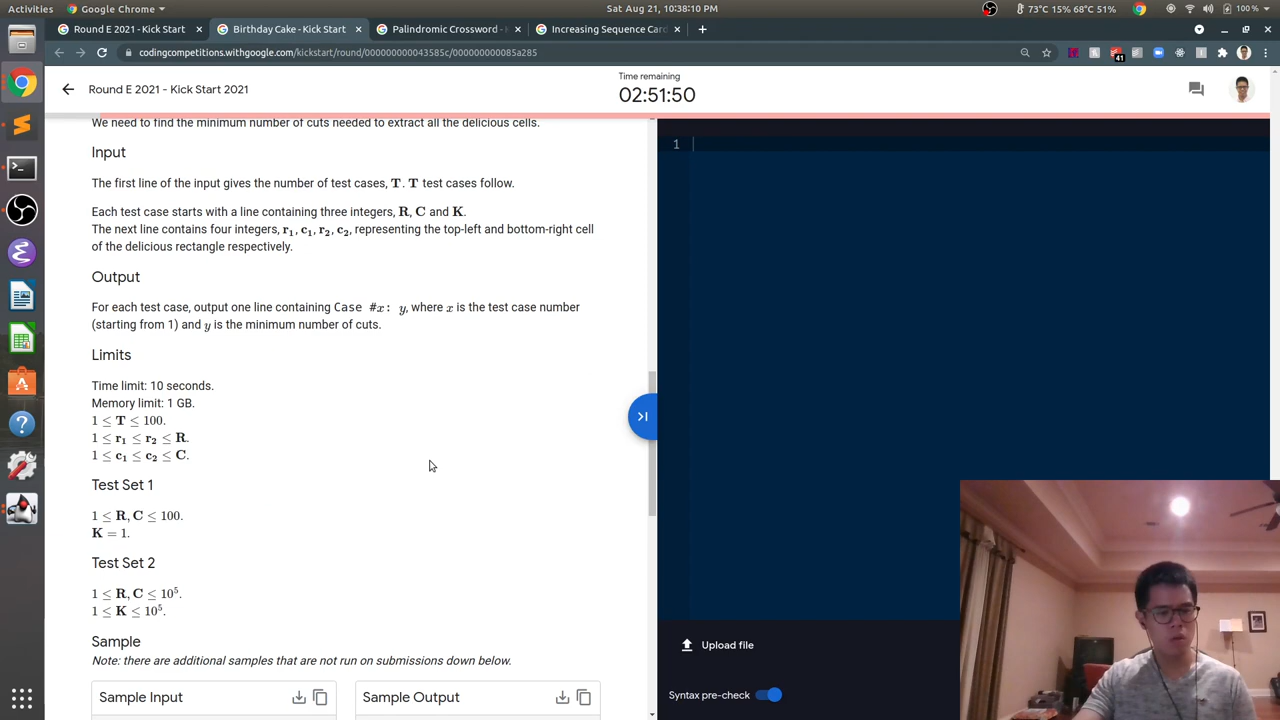 Activities
Google Chrome
Sat Aug 21, 10:38:10 PM
73°C 15% 68°C 51%
100 %
Round E 2021 - Kick Start
Birthday Cake - Kick Start
Palindromic Crossword -
Increasing Sequence Car
codingcompetitions.withgoogle.com/kickstart/round/000000000043585c/000000000085a285
41
Round E 2021 - Kick Start 2021
Time remaining
02:51:50
We need to find the minimum number of cuts needed to extract all the delicious cells.
Input
The first line of the input gives the number of test cases, T. T test cases follow.
Each test case starts with a line containing three integers, R, C and K.
The next line contains four integers, r₁, c₁, r₂, c₂, representing the top-left and bottom-right cell
of the delicious rectangle respectively.
Output
For each test case, output one line containing Case #x: y, where x is the test case number
(starting from 1) and y is the minimum number of cuts.
Limits
Time limit: 10 seconds.
Memory limit: 1 GB.
1 ≤ T ≤ 100.
1 ≤ r₁ ≤ r₂ ≤ R.
1 ≤ c₁ ≤ c₂ ≤ C.
Test Set 1
1 ≤ R, C ≤ 100.
K = 1.
Test Set 2
1 ≤ R, C ≤ 10⁵.
1 ≤ K ≤ 10⁵.
Sample
Note: there are additional samples that are not run on submissions down below.
Sample Input
Sample Output
1
Upload file
Syntax pre-check